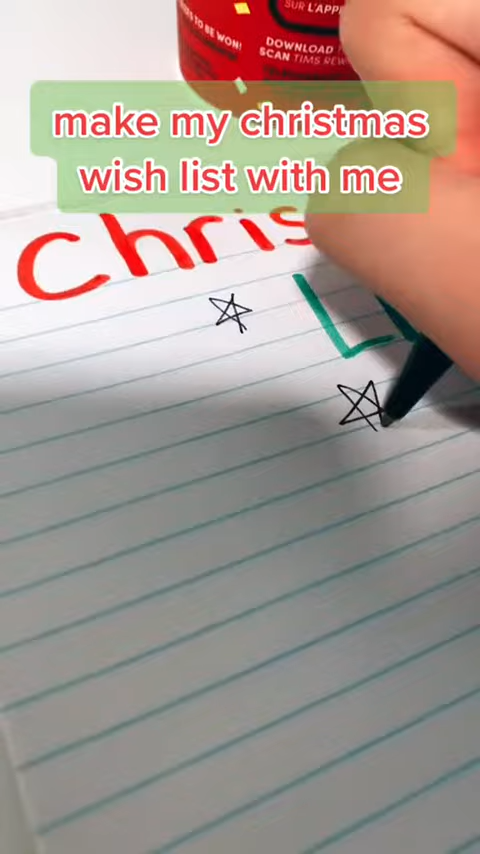 SUR L'APP
TO BE WON!
DOWNLOAD
SCAN TIMS REW
make my christmas
wish list with me
Chris
L